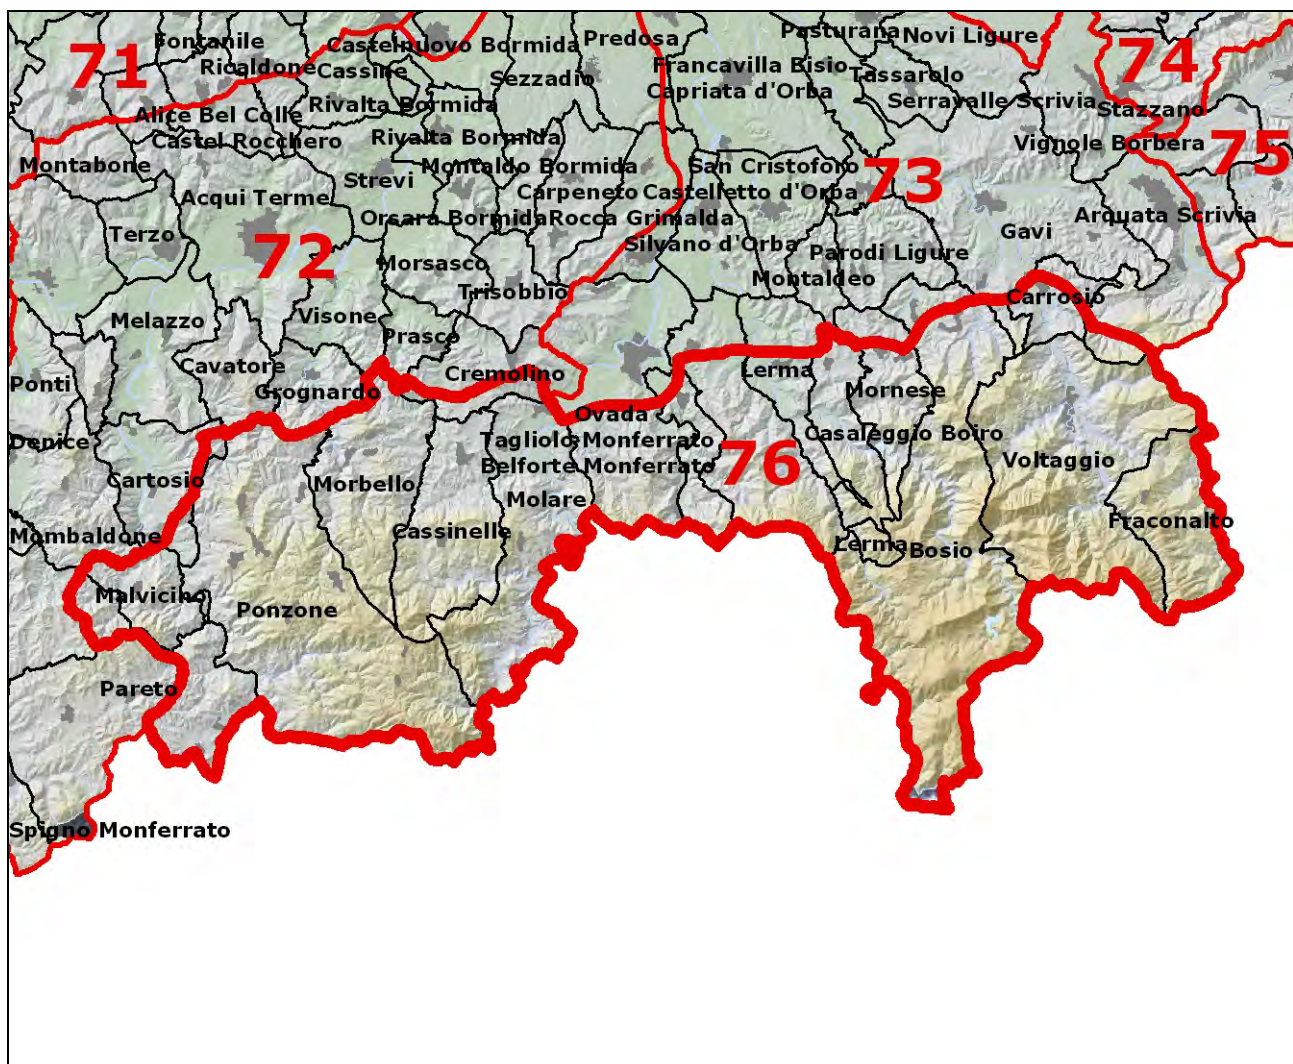 Fontanile
Castelnuovo Bormida
Predosa
Pasturana
Novi Ligure
71
Ricaldone
Cassine
Sezzadio
Francavilla Bisio
Tassarolo
74
Alice Bel Colle
Rivalta Bormida
Capriata d'Orba
Serravalle Scrivia
Stazzano
Castel Rocchero
Rivalta Bormida
Vignole Borbera
75
Montabone
Montaldo Bormida
San Cristoforo
73
Acqui Terme
Strevi
Carpeneto
Castelletto d'Orba
Terzo
72
Orsara Bormida
Rocca Grimalda
Gavi
Arquata Scrivia
Silvano d'Orba
Parodi Ligure
Morsasco
Trisobbio
Montaldeo
Carrosio
Melazzo
Visone
Prasco
Cavatore
Cremolino
Lerma
Ponti
Grognardo
Mornese
Denice
Ovada
Tagliolo Monferrato
76
Casaleggio Boiro
Cartosio
Morbello
Belforte Monferrato
Voltaggio
Molare
Mombaldone
Cassinelle
Lerma
Bosio
Fraconalto
Malvicino
Ponzone
Pareto
Spigno Monferrato